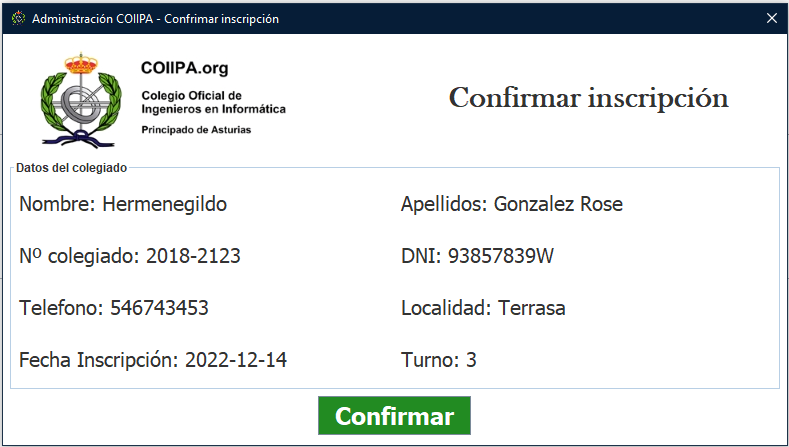 Administración COIIPA - Confrimar inscripción
COIIPA.org
Colegio Oficial de
Ingenieros en Informática
Principado de Asturias
Confirmar inscripción
Datos del colegiado
Nombre: Hermenegildo
Apellidos: Gonzalez Rose
Nº colegiado: 2018-2123
DNI: 93857839W
Telefono: 546743453
Localidad: Terrasa
Fecha Inscripción: 2022-12-14
Turno: 3
Confirmar